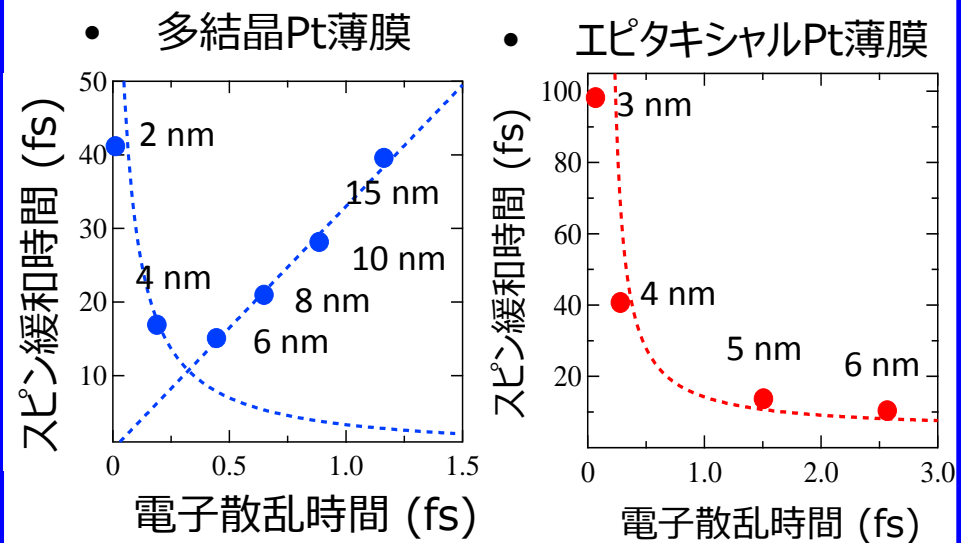 • 多結晶Pt薄膜
50
40
30
20
10
0
0.5
1.0
1.5
2 nm
4 nm
15 nm
10 nm
8 nm
6 nm
スピン緩和時間 (fs)
電子散乱時間 (fs)
• エピタキシャルPt薄膜
100
80
60
40
20
0
1.0
2.0
3.0
3 nm
4 nm
5 nm
6 nm
スピン緩和時間 (fs)
電子散乱時間 (fs)